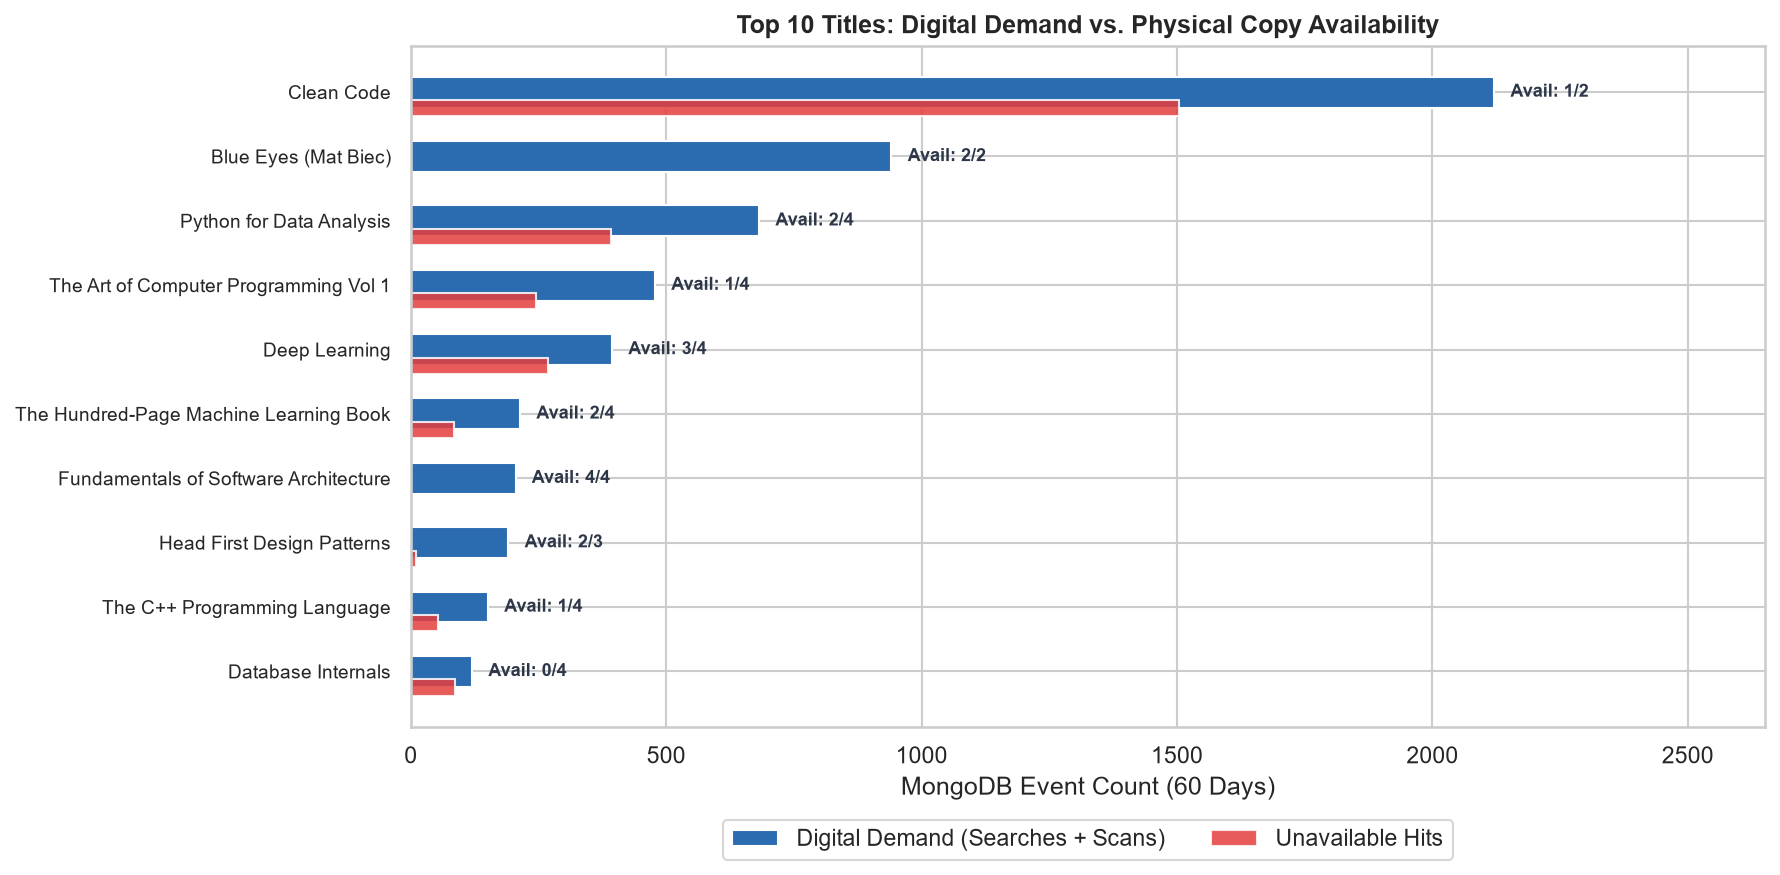 Top 10 Titles: Digital Demand vs. Physical Copy Availability
Clean Code
Avail: 1/2
Blue Eyes (Mat Biec)
Avail: 2/2
Python for Data Analysis
Avail: 2/4
The Art of Computer Programming Vol 1
Avail: 1/4
Deep Learning
Avail: 3/4
The Hundred-Page Machine Learning Book
Avail: 2/4
Fundamentals of Software Architecture
Avail: 4/4
Head First Design Patterns
Avail: 2/3
The C++ Programming Language
Avail: 1/4
Database Internals
Avail: 0/4
0 500 1000 1500 2000 2500
MongoDB Event Count (60 Days)
Digital Demand (Searches + Scans) Unavailable Hits